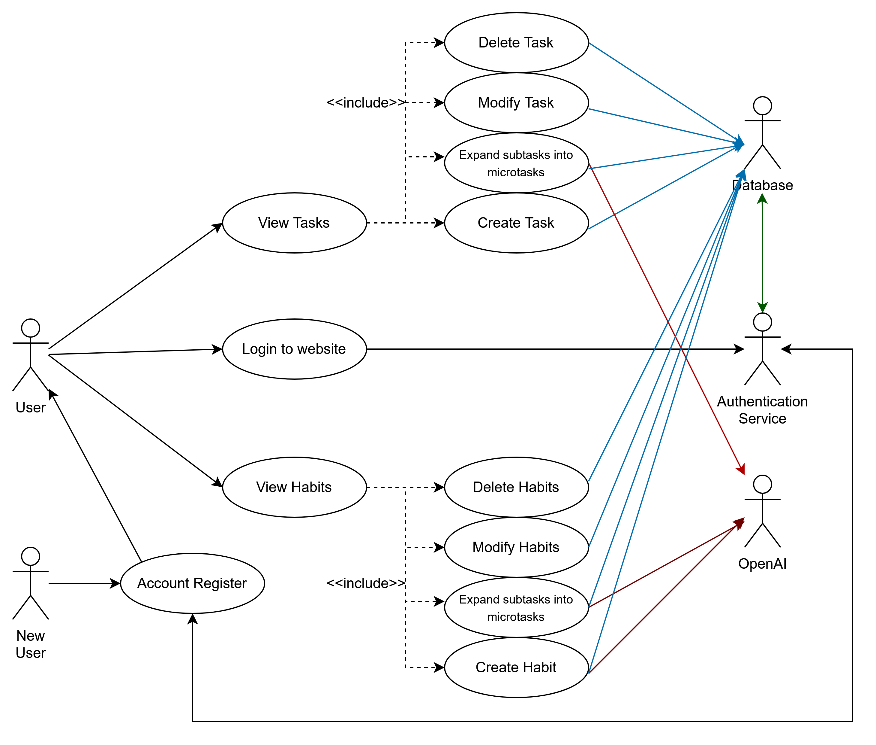 Delete Task
<<include>>
Modify Task
Expand subtasks into
microtasks
Database
View Tasks
Create Task
Login to website
User
Authentication
Service
View Habits
Delete Habits
Modify Habits
OpenAI
Account Register
<<include>>
Expand subtasks into
microtasks
New
User
Create Habit